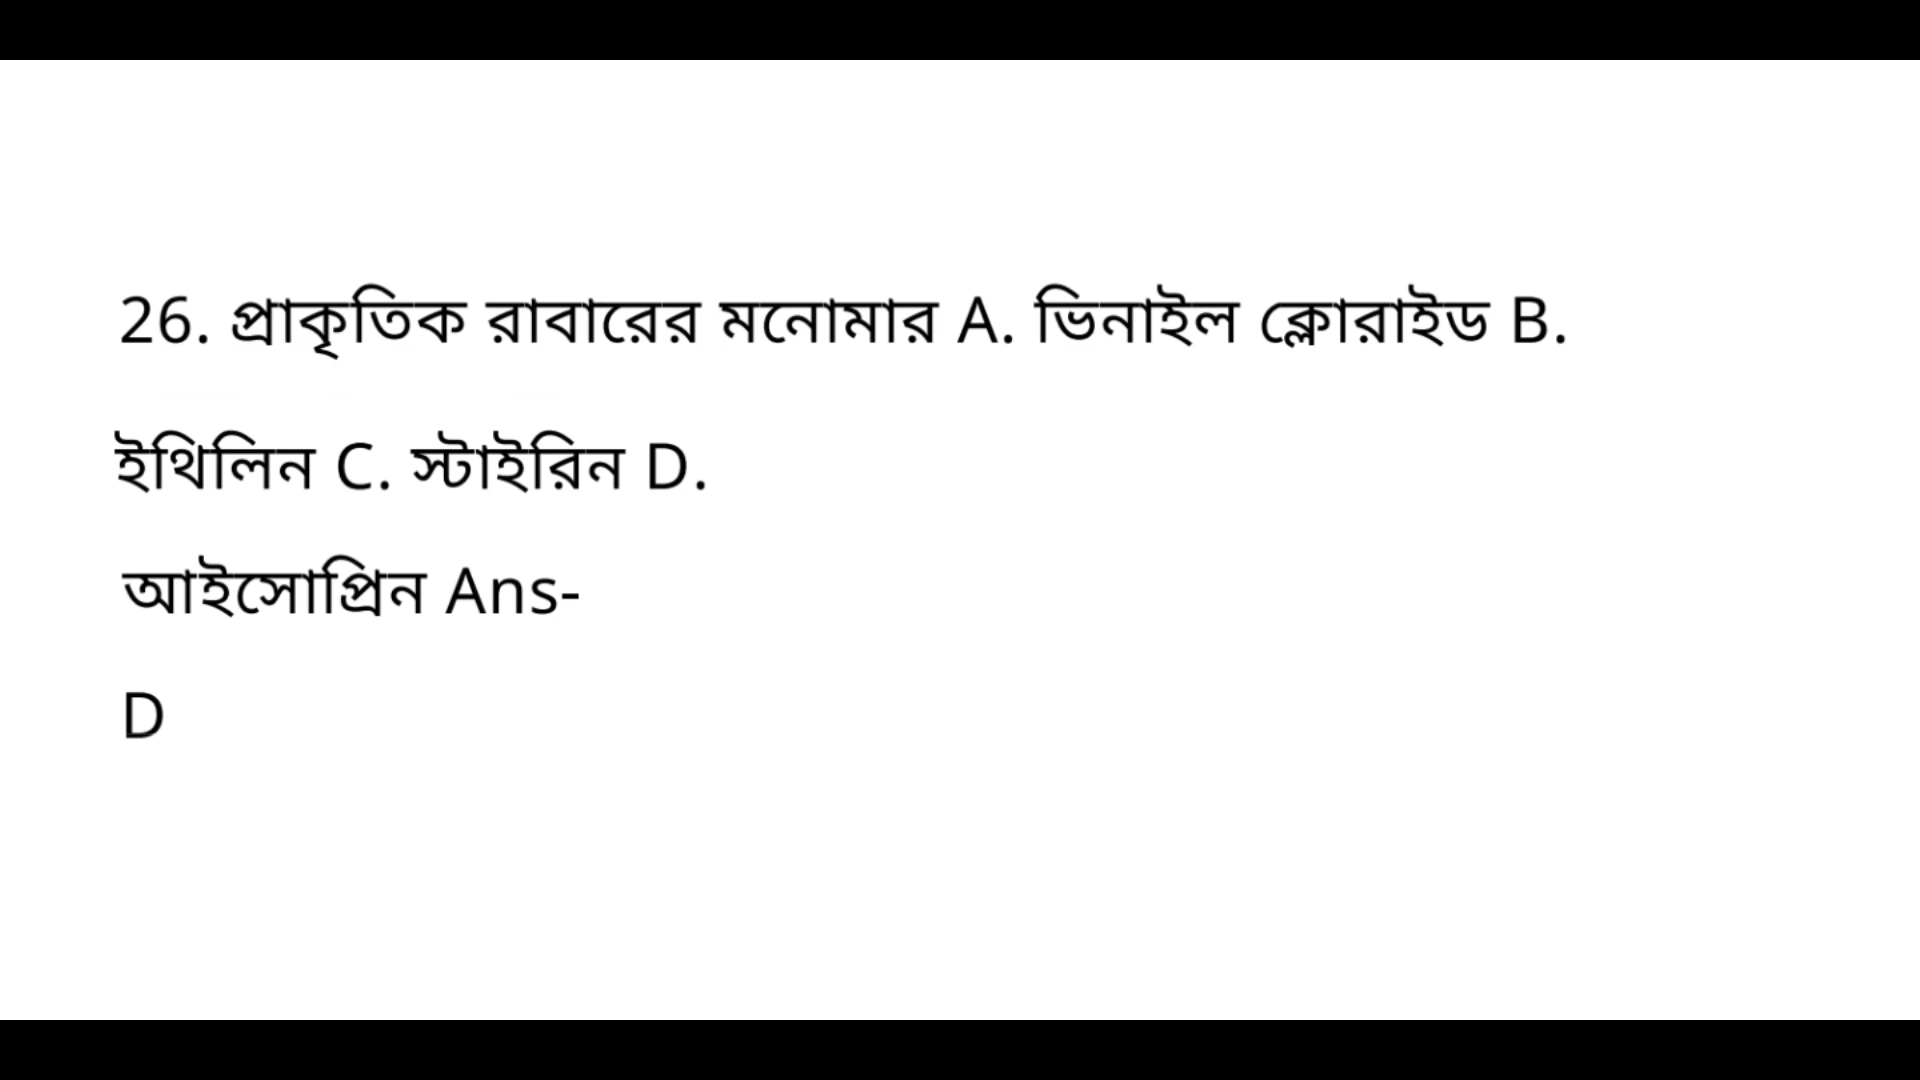 26. প্রাকৃতিক রাবারের মনোমার A. ভিনাইল ক্লোরাইড B.
ইথিলিন C. স্টাইরিন D.
আইসোপ্রিন Ans-
D